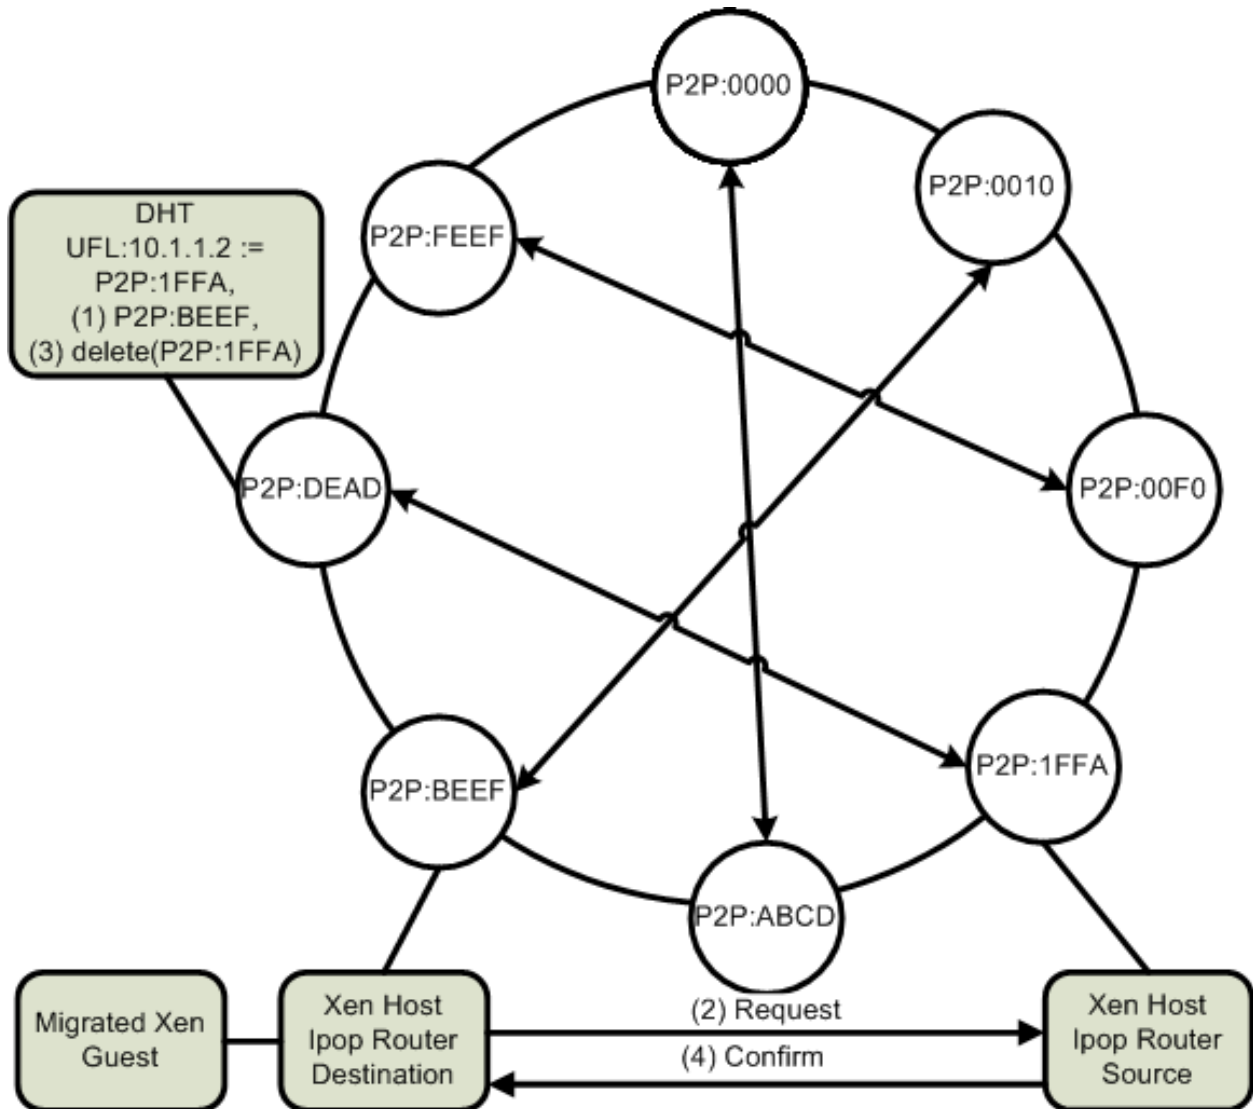 P2P:0000
P2P:0010
DHT
UFL:10.1.1.2 :=
P2P:1FFA,
(1) P2P:BEEF,
(3) delete(P2P:1FFA)
P2P:FEEF
P2P:DEAD
P2P:00F0
P2P:BEEF
P2P:1FFA
P2P:ABCD
Migrated Xen
Guest
Xen Host
Ipop Router
Destination
(2) Request
(4) Confirm
Xen Host
Ipop Router
Source